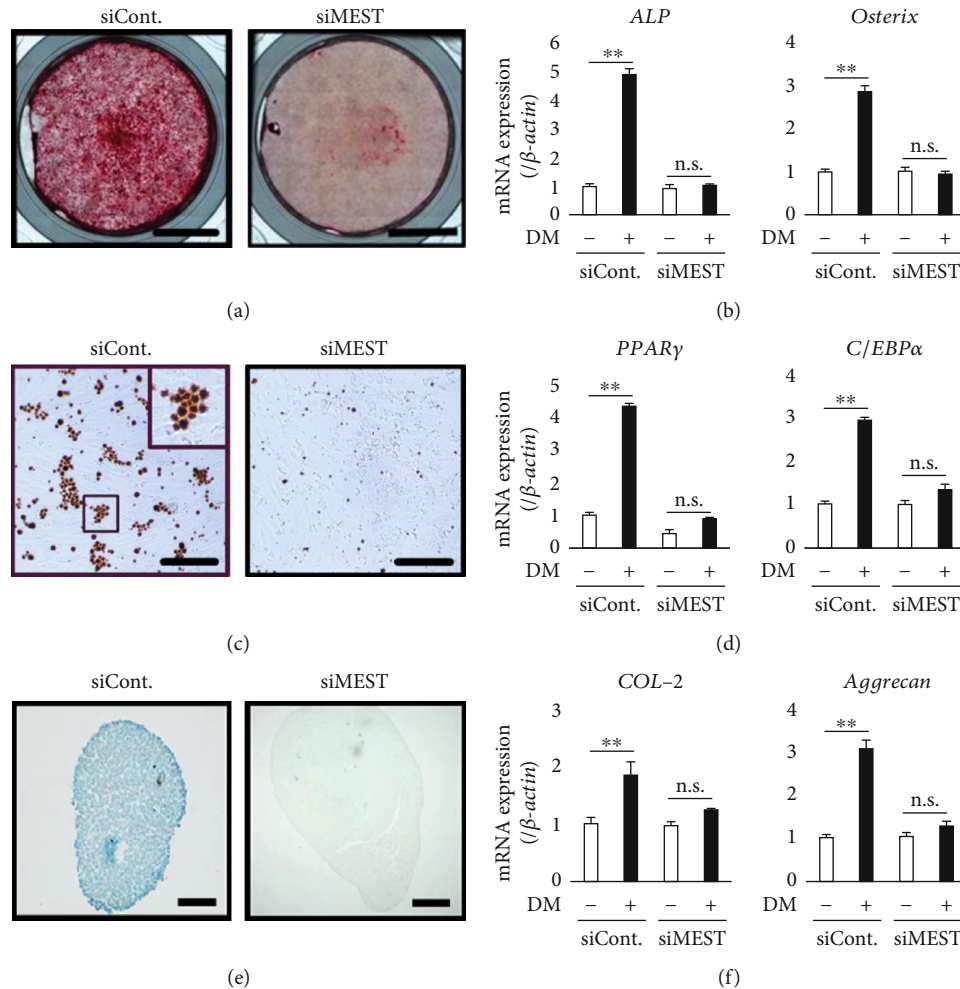 siCont.
siMEST
(a)
ALP
Osterix
mRNA expression
(/β-actin)
6
5
4
3
2
1
0
**
n.s.
4
3
2
1
0
**
n.s.
DM − + − +
siCont. siMEST
DM − + − +
siCont. siMEST
(b)
siCont.
siMEST
(c)
PPARγ
C/EBPα
mRNA expression
(/β-actin)
5
4
3
2
1
0
**
n.s.
4
3
2
1
0
**
n.s.
DM − + − +
siCont. siMEST
DM − + − +
siCont. siMEST
(d)
siCont.
siMEST
(e)
COL–2
Aggrecan
mRNA expression
(/β-actin)
3
2
1
0
**
n.s.
4
3
2
1
0
**
n.s.
DM − + − +
siCont. siMEST
DM − + − +
siCont. siMEST
(f)